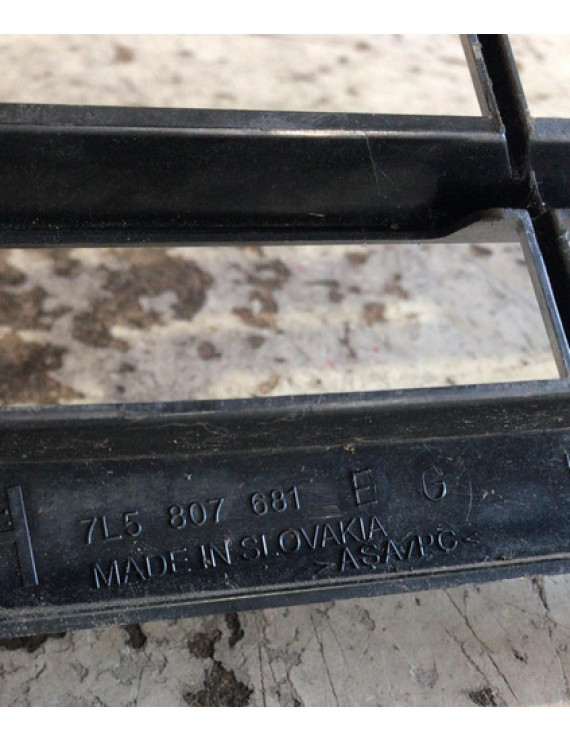 7L5 807 681 E G
MADE IN SLOVAKIA
>ASA/PC<